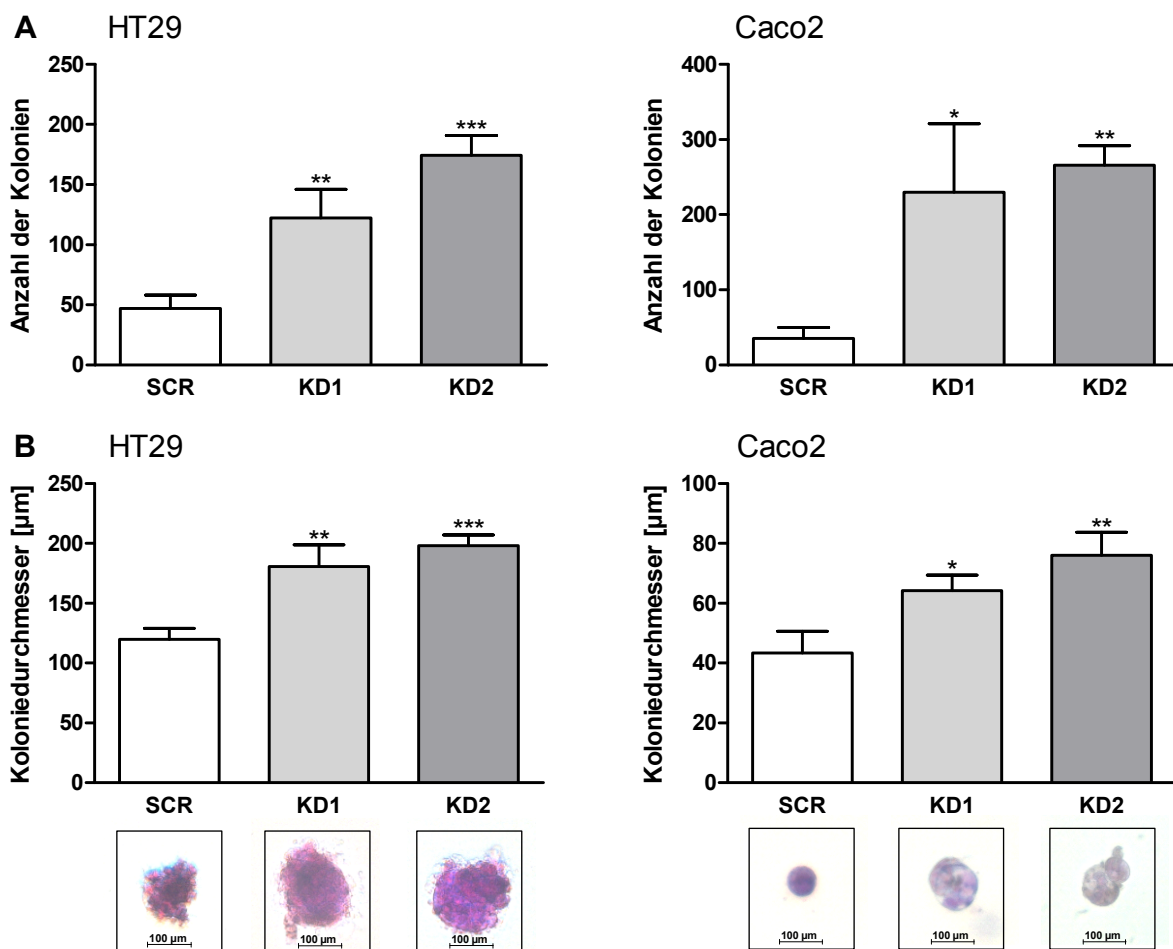 A HT29
Caco2
Anzahl der Kolonien
250
200
150
100
50
0
**
***
SCR KD1 KD2
Anzahl der Kolonien
400
300
200
100
0
*
**
SCR KD1 KD2
B HT29
Caco2
Koloniedurchmesser [µm]
250
200
150
100
50
0
**
***
SCR KD1 KD2
100 µm 100 µm 100 µm
Koloniedurchmesser [µm]
100
80
60
40
20
0
*
**
SCR KD1 KD2
100 µm 100 µm 100 µm